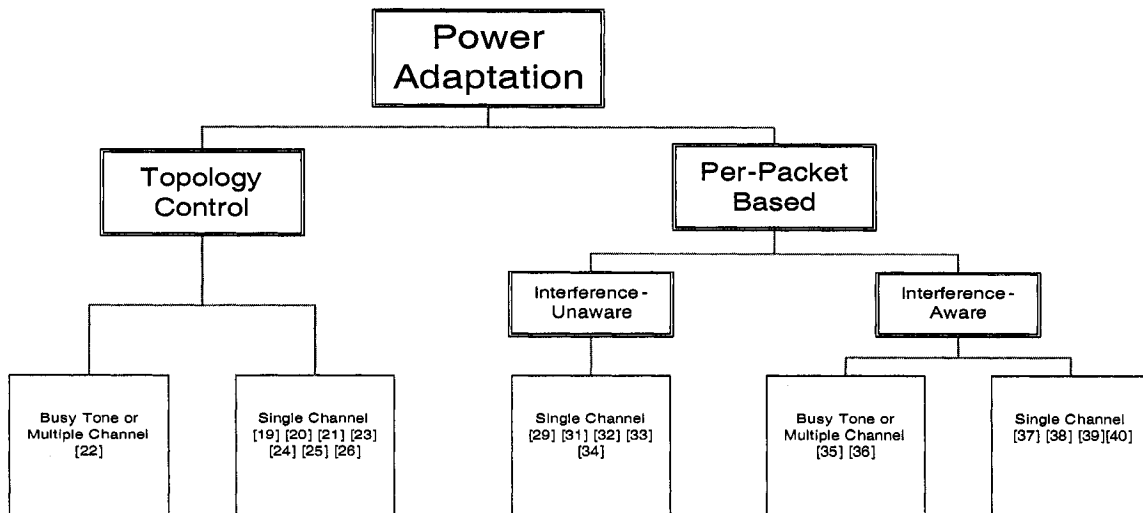 Power
Adaptation
Topology
Control
Per-Packet
Based
Interference-
Unaware
Interference-
Aware
Busy Tone or
Multiple Channel
[22]
Single Channel
[19] [20] [21] [23]
[24] [25] [26]
Single Channel
[29] [31] [32] [33]
[34]
Busy Tone or
Multiple Channel
[35] [36]
Single Channel
[37] [38] [39][40]